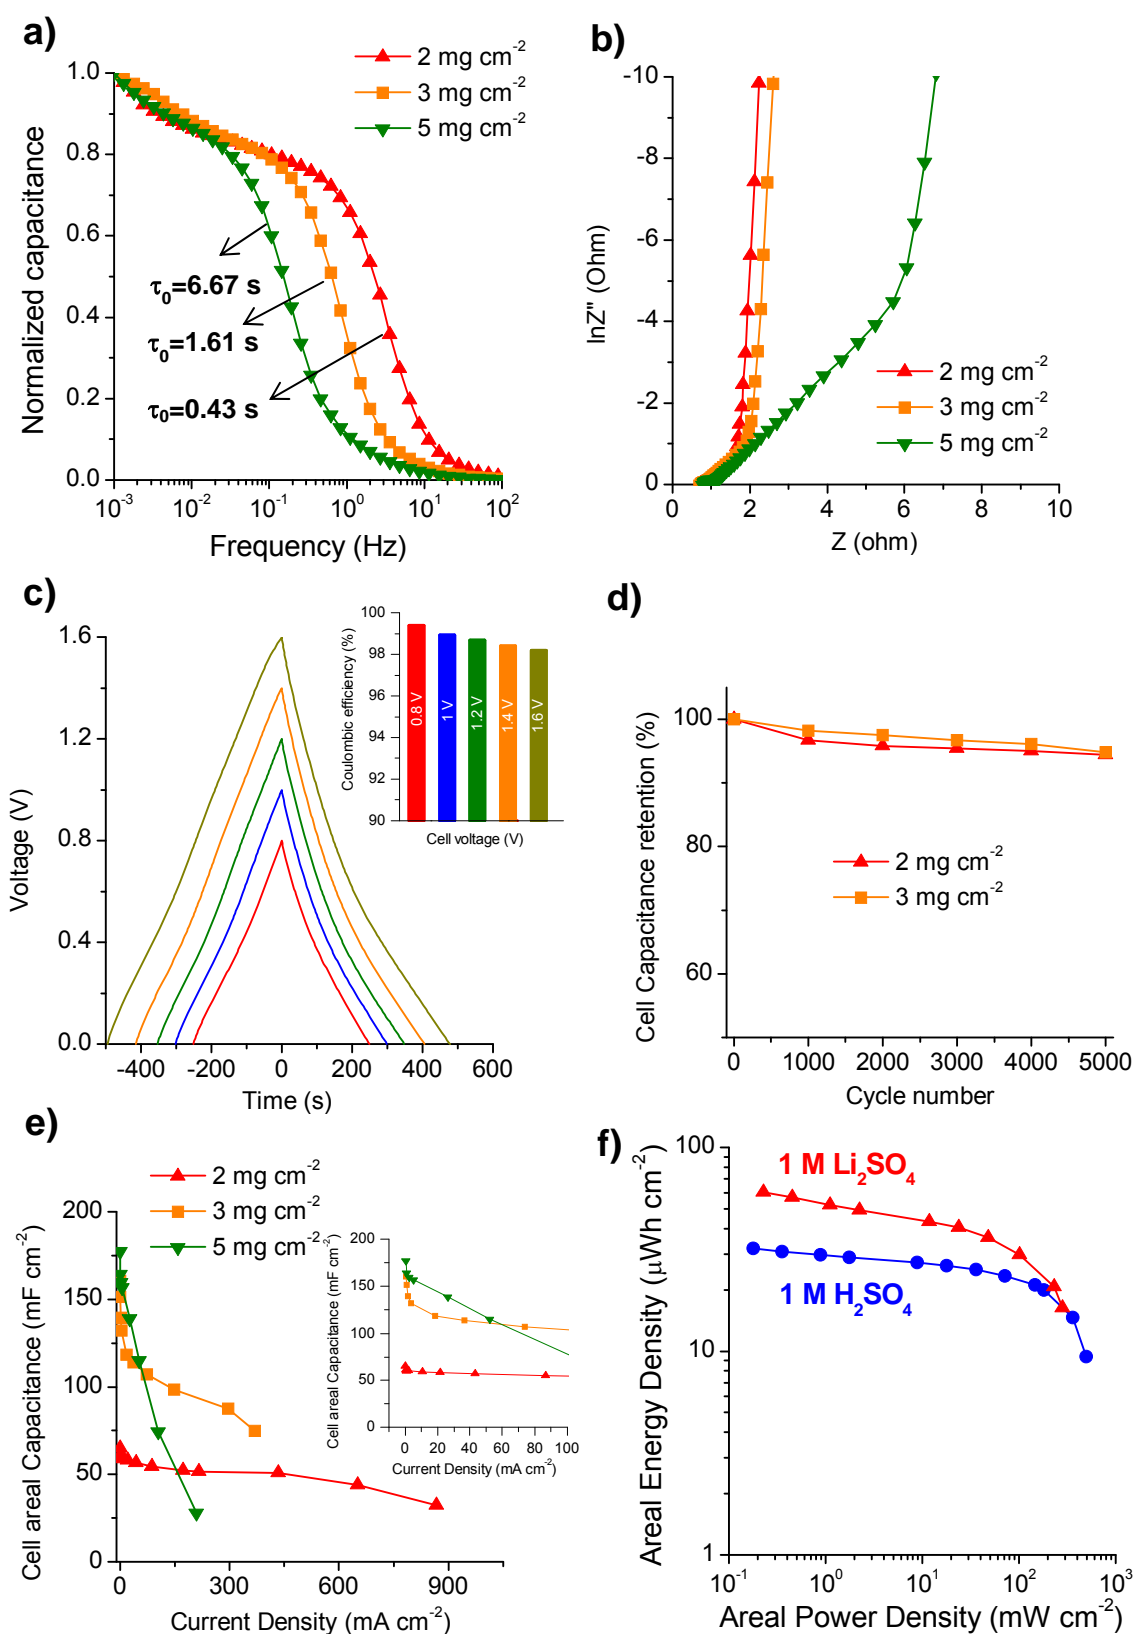 a)
2 mg cm⁻²
3 mg cm⁻²
5 mg cm⁻²
1.0
0.8
0.6
0.4
0.2
0.0
Normalized capacitance
τ₀=6.67 s
τ₀=1.61 s
τ₀=0.43 s
10⁻³ 10⁻² 10⁻¹ 10⁰ 10¹ 10²
Frequency (Hz)
b)
-10
-8
-6
-4
-2
0
lnZ" (Ohm)
2 mg cm⁻²
3 mg cm⁻²
5 mg cm⁻²
0 2 4 6 8 10
Z (ohm)
c)
1.6
1.2
0.8
0.4
0.0
Voltage (V)
-400 -200 0 200 400 600
Time (s)
100
98
96
94
92
90
Coulombic efficiency (%)
0.8 V
1 V
1.2 V
1.4 V
1.6 V
Cell voltage (V)
d)
100
80
60
Cell Capacitance retention (%)
2 mg cm⁻²
3 mg cm⁻²
0 1000 2000 3000 4000 5000
Cycle number
e)
2 mg cm⁻²
3 mg cm⁻²
5 mg cm⁻²
200
150
100
50
0
Cell areal Capacitance (mF cm⁻²)
0 300 600 900
Current Density (mA cm⁻²)
200
150
100
50
0
Cell areal Capacitance (mF cm⁻²)
0 20 40 60 80 100
Current Density (mA cm⁻²)
f)
100
10
1
Areal Energy Density (μWh cm⁻²)
1 M Li₂SO₄
1 M H₂SO₄
10⁻¹ 10⁰ 10¹ 10² 10³
Areal Power Density (mW cm⁻²)